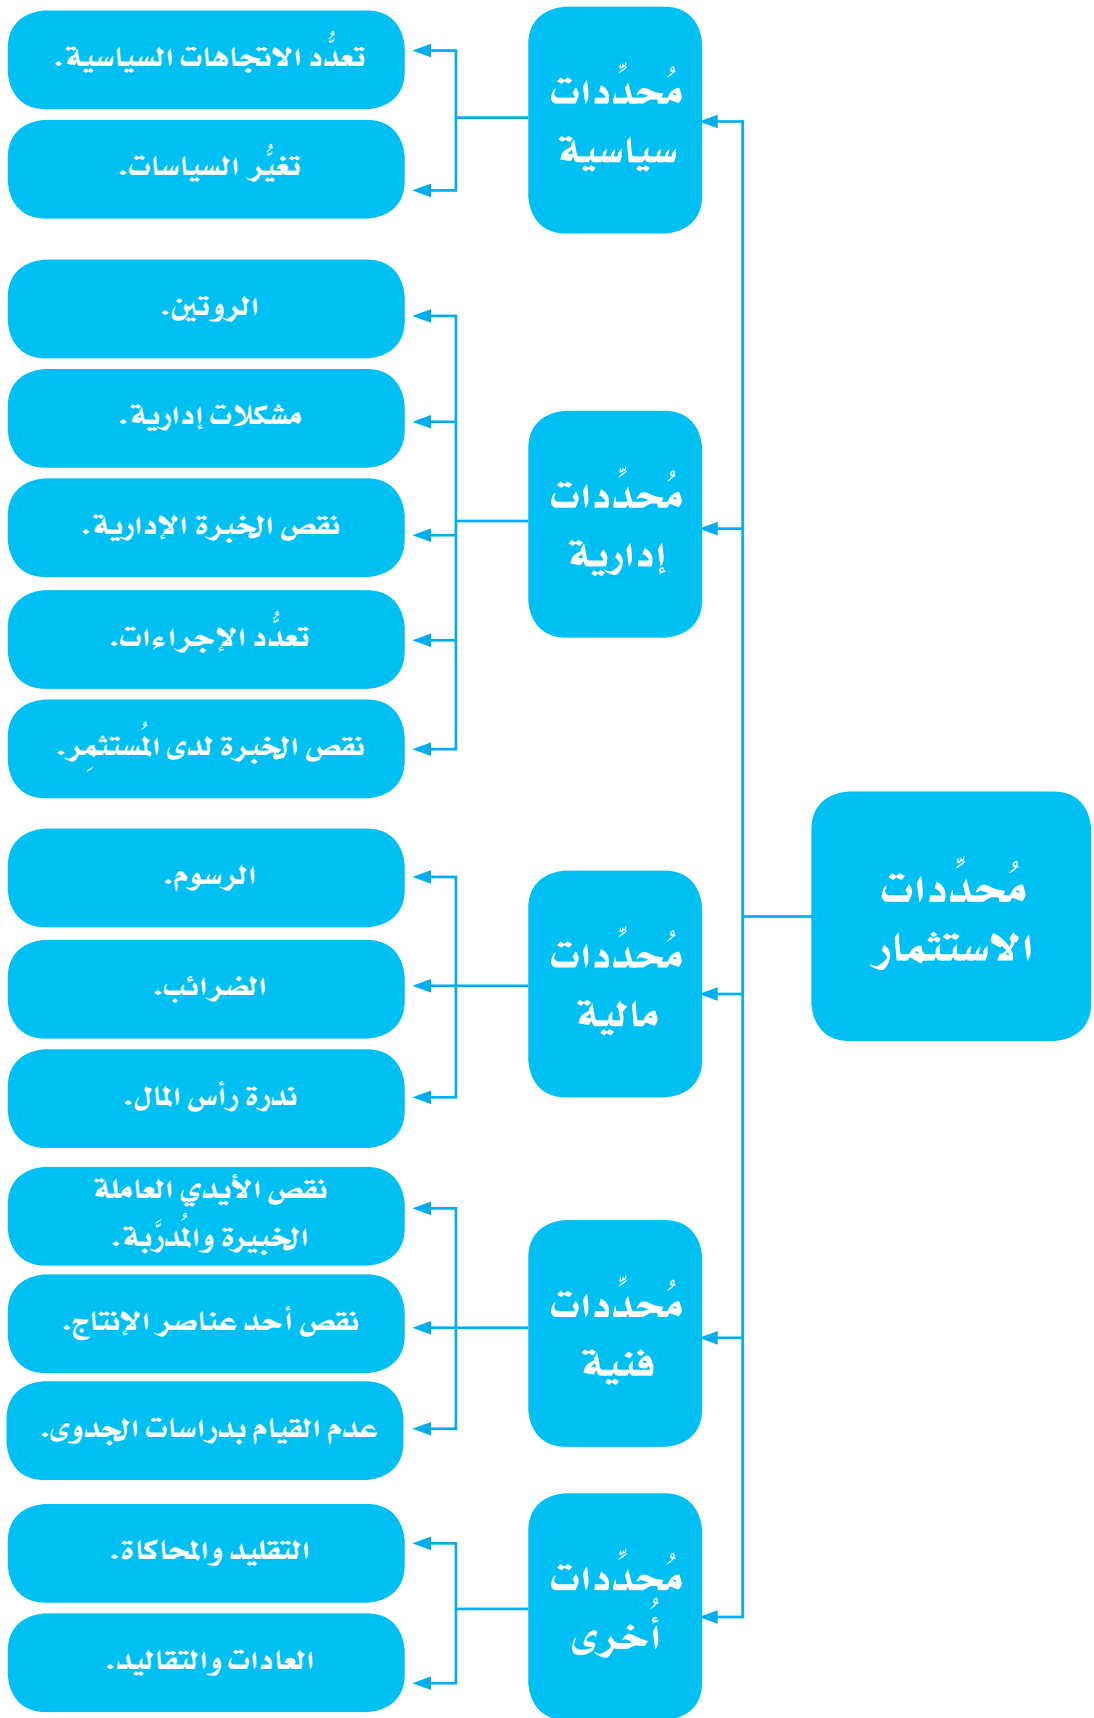 مُحدِّدات
الاستثمار
مُحدِّدات
سياسية
تعدُّد الاتجاهات السياسية.
تغيُّر السياسات.
مُحدِّدات
إدارية
الروتين.
مشكلات إدارية.
نقص الخبرة الإدارية.
تعدُّد الإجراءات.
نقص الخبرة لدى المُستثمِر.
مُحدِّدات
مالية
الرسوم.
الضرائب.
ندرة رأس المال.
مُحدِّدات
فنية
نقص الأيدي العاملة
الخبيرة والمُدرَّبة.
نقص أحد عناصر الإنتاج.
عدم القيام بدراسات الجدوى.
مُحدِّدات
أُخرى
التقليد والمحاكاة.
العادات والتقاليد.